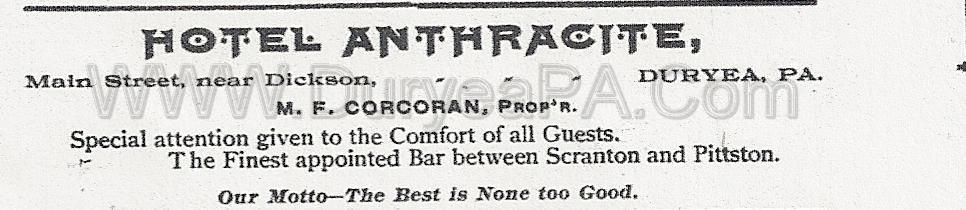 HOTEL ANTHRACITE,
Main Street, near Dickson, " " " DURYEA, PA.
WWW.DuryeaPA.Com
M. F. CORCORAN, PROP'R.
Special attention given to the Comfort of all Guests.
The Finest appointed Bar between Scranton and Pittston.
Our Motto—The Best is None too Good.